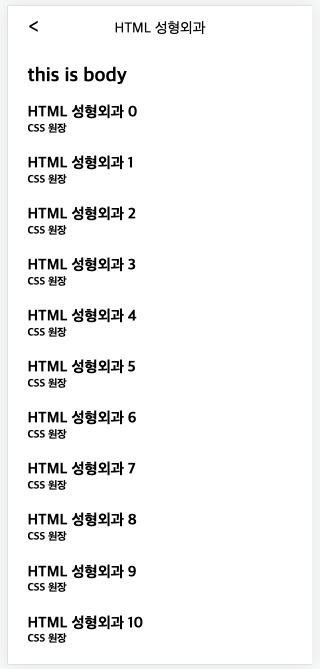 < HTML 성형외과
this is body
HTML 성형외과 0
CSS 원장
HTML 성형외과 1
CSS 원장
HTML 성형외과 2
CSS 원장
HTML 성형외과 3
CSS 원장
HTML 성형외과 4
CSS 원장
HTML 성형외과 5
CSS 원장
HTML 성형외과 6
CSS 원장
HTML 성형외과 7
CSS 원장
HTML 성형외과 8
CSS 원장
HTML 성형외과 9
CSS 원장
HTML 성형외과 10
CSS 원장